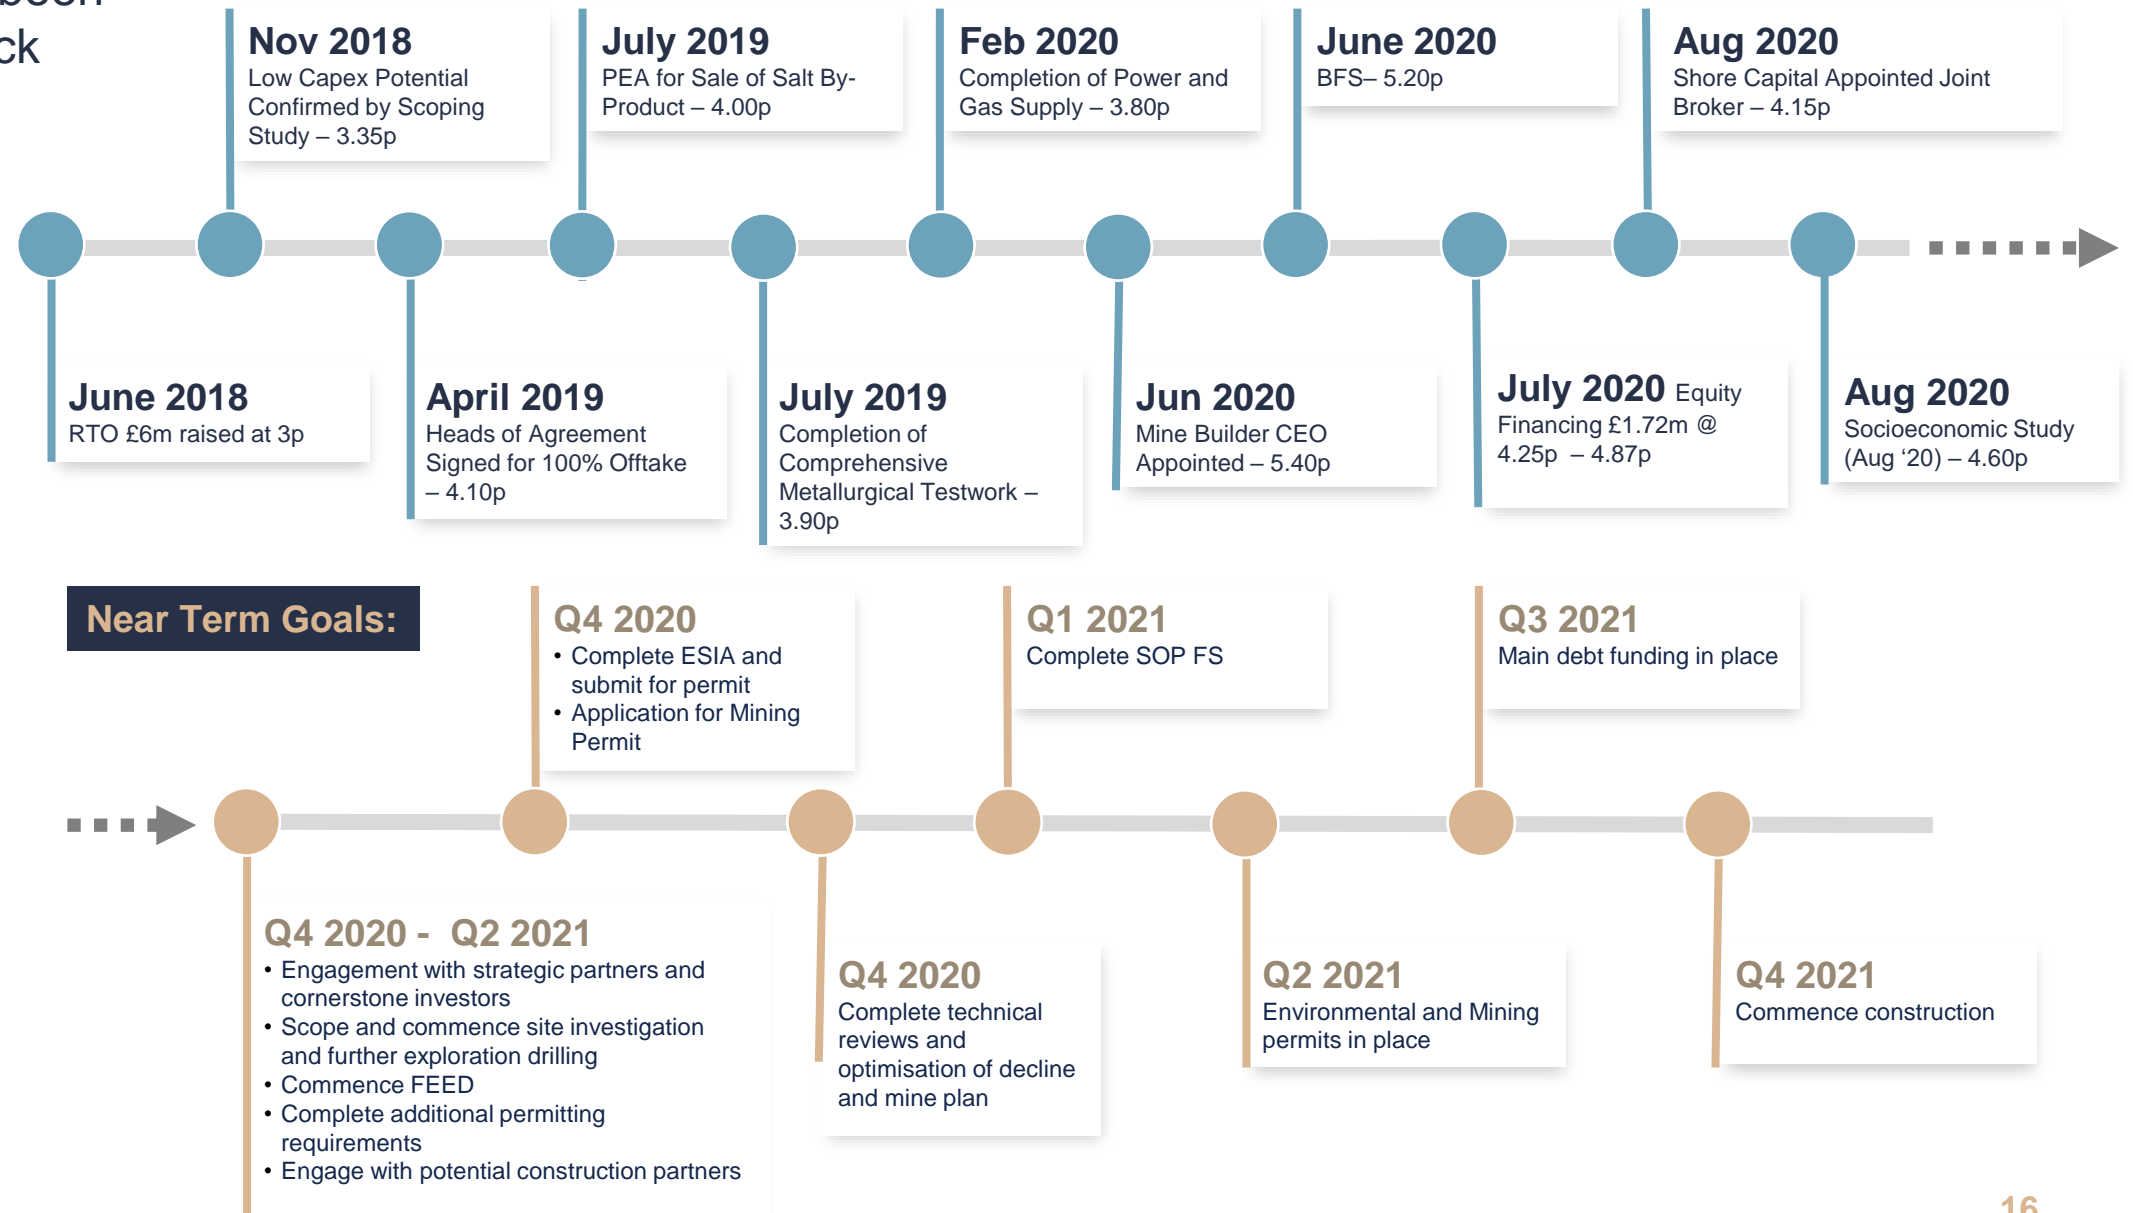 ck
Nov 2018
Low Capex Potential
Confirmed by Scoping
Study – 3.35p
July 2019
PEA for Sale of Salt By-
Product – 4.00p
Feb 2020
Completion of Power and
Gas Supply – 3.80p
June 2020
BFS– 5.20p
Aug 2020
Shore Capital Appointed Joint
Broker – 4.15p
June 2018
RTO £6m raised at 3p
April 2019
Heads of Agreement
Signed for 100% Offtake
– 4.10p
July 2019
Completion of
Comprehensive
Metallurgical Testwork –
3.90p
Jun 2020
Mine Builder CEO
Appointed – 5.40p
July 2020 Equity
Financing £1.72m @
4.25p – 4.87p
Aug 2020
Socioeconomic Study
(Aug ‘20) – 4.60p
Near Term Goals:
Q4 2020
• Complete ESIA and
submit for permit
• Application for Mining
Permit
Q1 2021
Complete SOP FS
Q3 2021
Main debt funding in place
Q4 2020 - Q2 2021
• Engagement with strategic partners and
cornerstone investors
• Scope and commence site investigation
and further exploration drilling
• Commence FEED
• Complete additional permitting
requirements
• Engage with potential construction partners
Q4 2020
Complete technical
reviews and
optimisation of decline
and mine plan
Q2 2021
Environmental and Mining
permits in place
Q4 2021
Commence construction
16